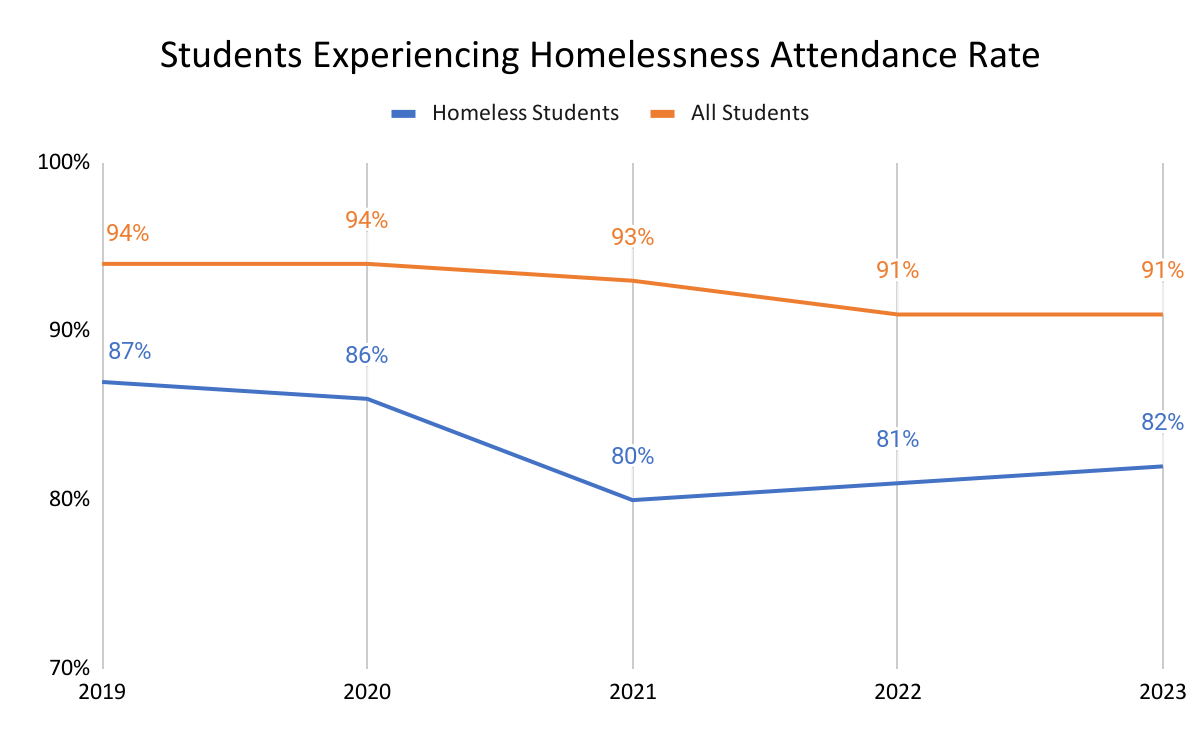 Students Experiencing Homelessness Attendance Rate
Homeless Students All Students
100%
94% 94% 93% 91% 91%
90%
87% 86% 80% 81% 82%
80%
70%
2019 2020 2021 2022 2023